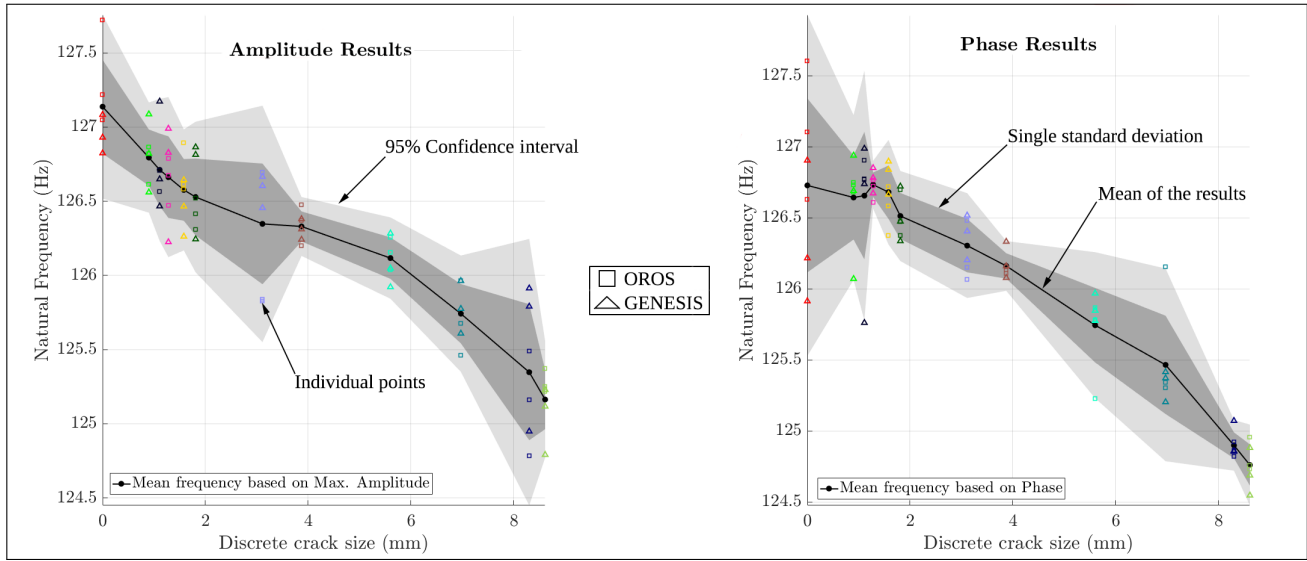 Amplitude Results
127.5
127
126.5
126
125.5
125
124.5
0
2
4
6
8
Natural Frequency (Hz)
Discrete crack size (mm)
95% Confidence interval
Individual points
Mean frequency based on Max. Amplitude
OROS
GENESIS
Phase Results
127.5
127
126.5
126
125.5
125
124.5
0
2
4
6
8
Natural Frequency (Hz)
Discrete crack size (mm)
Single standard deviation
Mean of the results
Mean frequency based on Phase